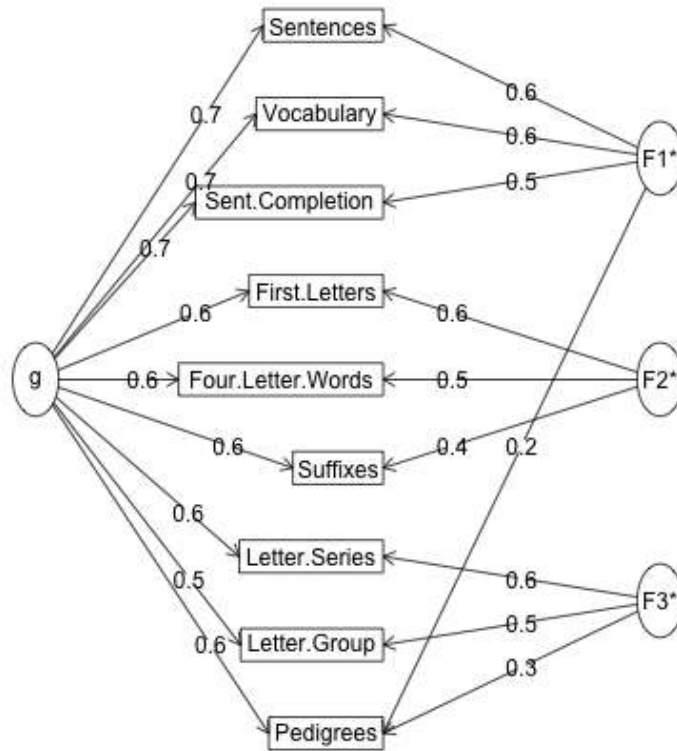 Sentences
0.6
0.7
Vocabulary
0.6
F1*
0.7
Sent.Completion
0.5
0.7
First.Letters
0.6
0.6
g
0.6
Four.Letter.Words
0.5
F2*
0.6
Suffixes
0.4
0.2
0.6
Letter.Series
0.6
0.5
F3*
0.5
Letter.Group
0.6
0.3
Pedigrees